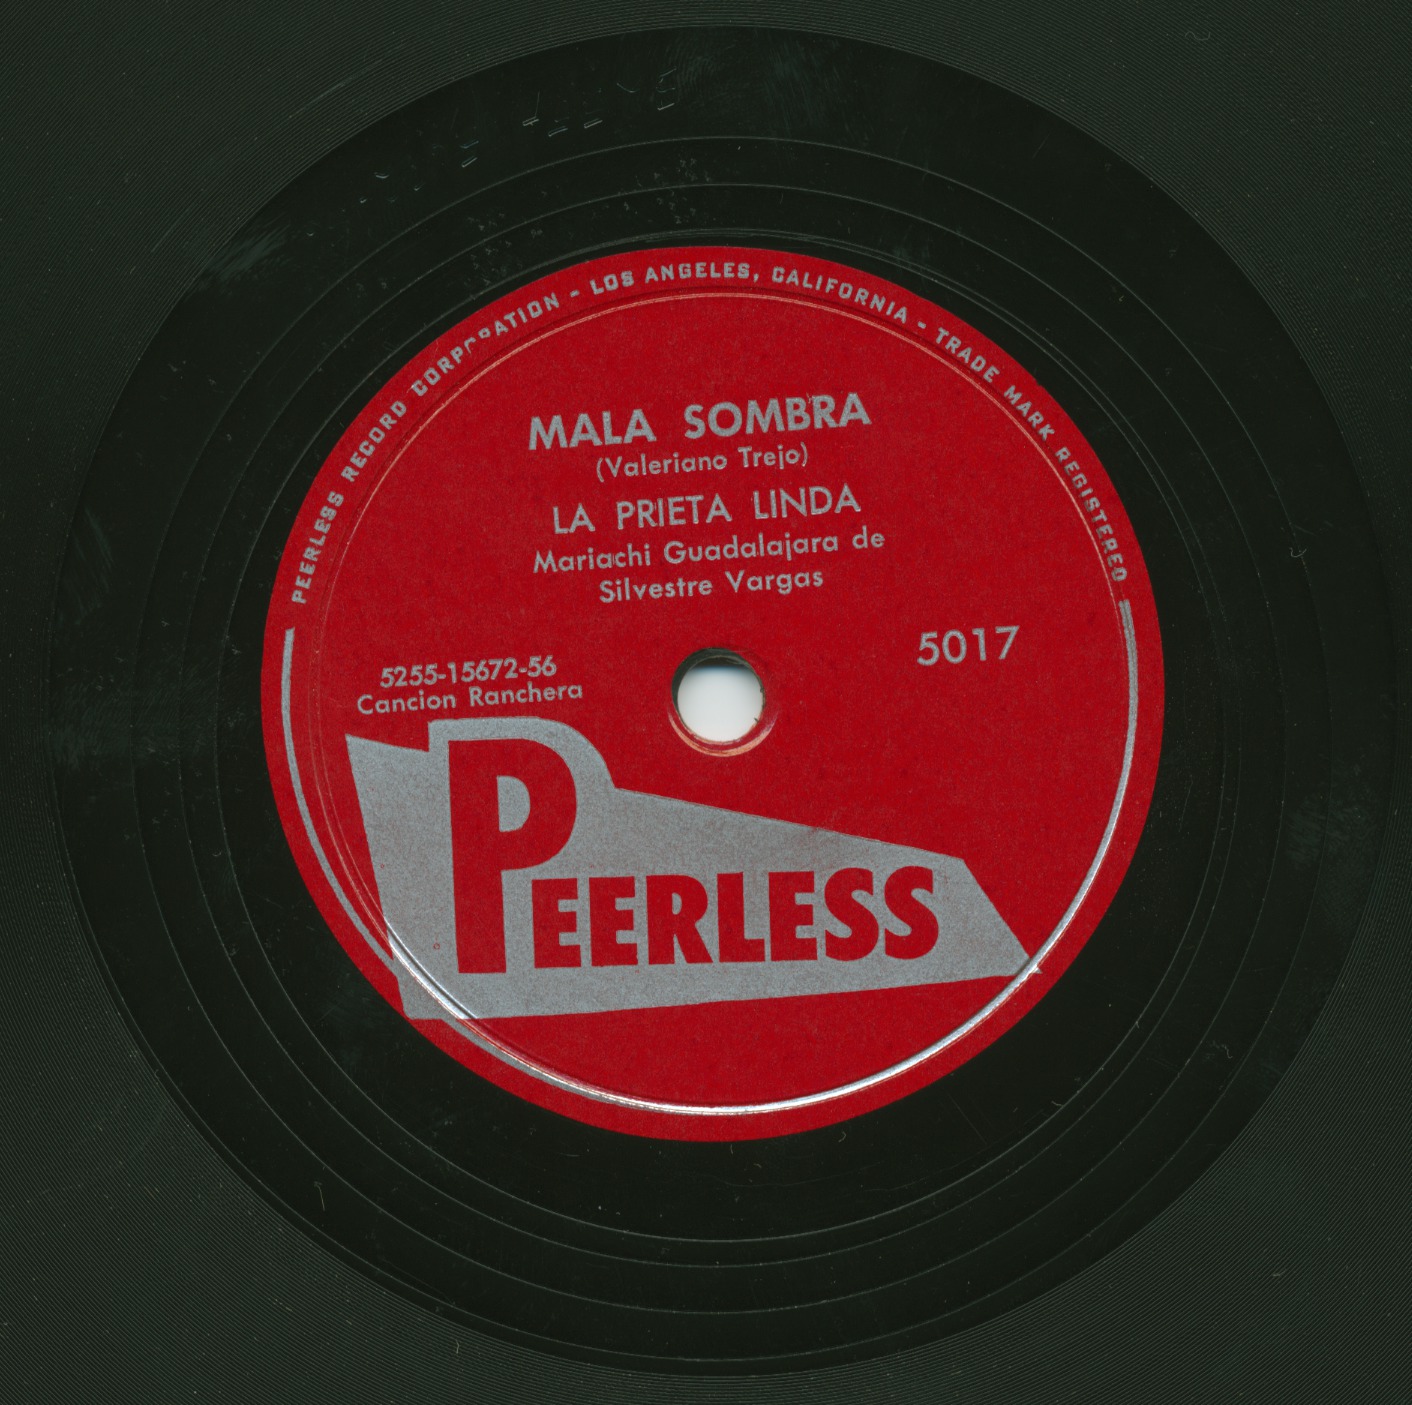 PEERLESS RECORD CORPORATION - LOS ANGELES, CALIFORNIA - TRADE MARK REGISTERED
MALA SOMBRA
(Valeriano Trejo)
LA PRIETA LINDA
Mariachi Guadalajara de
Silvestre Vargas
5017
5255-15672-56
Cancion Ranchera
PEERLESS